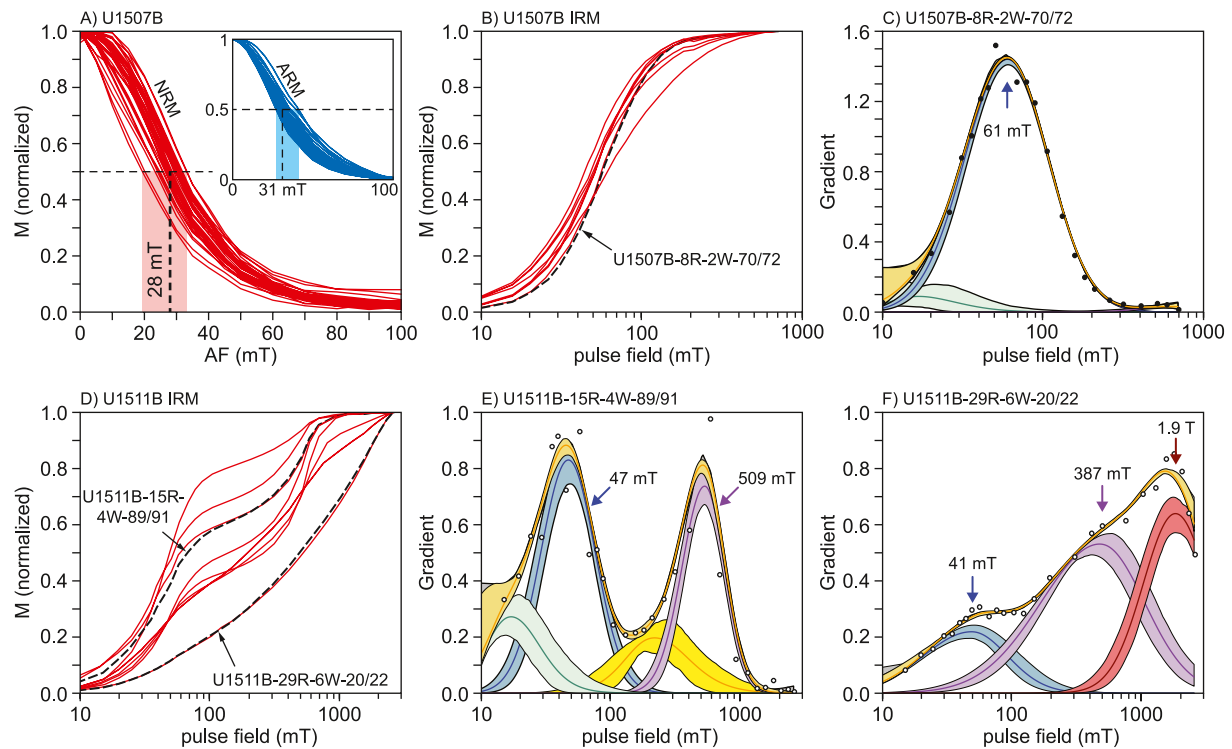 A) U1507B
1.0
0.8
0.6
0.4
0.2
0.0
M (normalized)
0 20 40 60 80 100
AF (mT)
NRM
28 mT
1
0.5
0
0 31 mT 100
ARM
B) U1507B IRM
1.0
0.8
0.6
0.4
0.2
0.0
M (normalized)
10 100 1000
pulse field (mT)
U1507B-8R-2W-70/72
C) U1507B-8R-2W-70/72
1.6
1.2
0.8
0.4
0.0
Gradient
10 100 1000
pulse field (mT)
61 mT
D) U1511B IRM
1.0
0.8
0.6
0.4
0.2
0.0
M (normalized)
10 100 1000
pulse field (mT)
U1511B-15R-
4W-89/91
U1511B-29R-6W-20/22
E) U1511B-15R-4W-89/91
1.0
0.8
0.6
0.4
0.2
0.0
Gradient
10 100 1000
pulse field (mT)
47 mT
509 mT
F) U1511B-29R-6W-20/22
1.0
0.8
0.6
0.4
0.2
0.0
Gradient
10 100 1000
pulse field (mT)
41 mT
387 mT
1.9 T